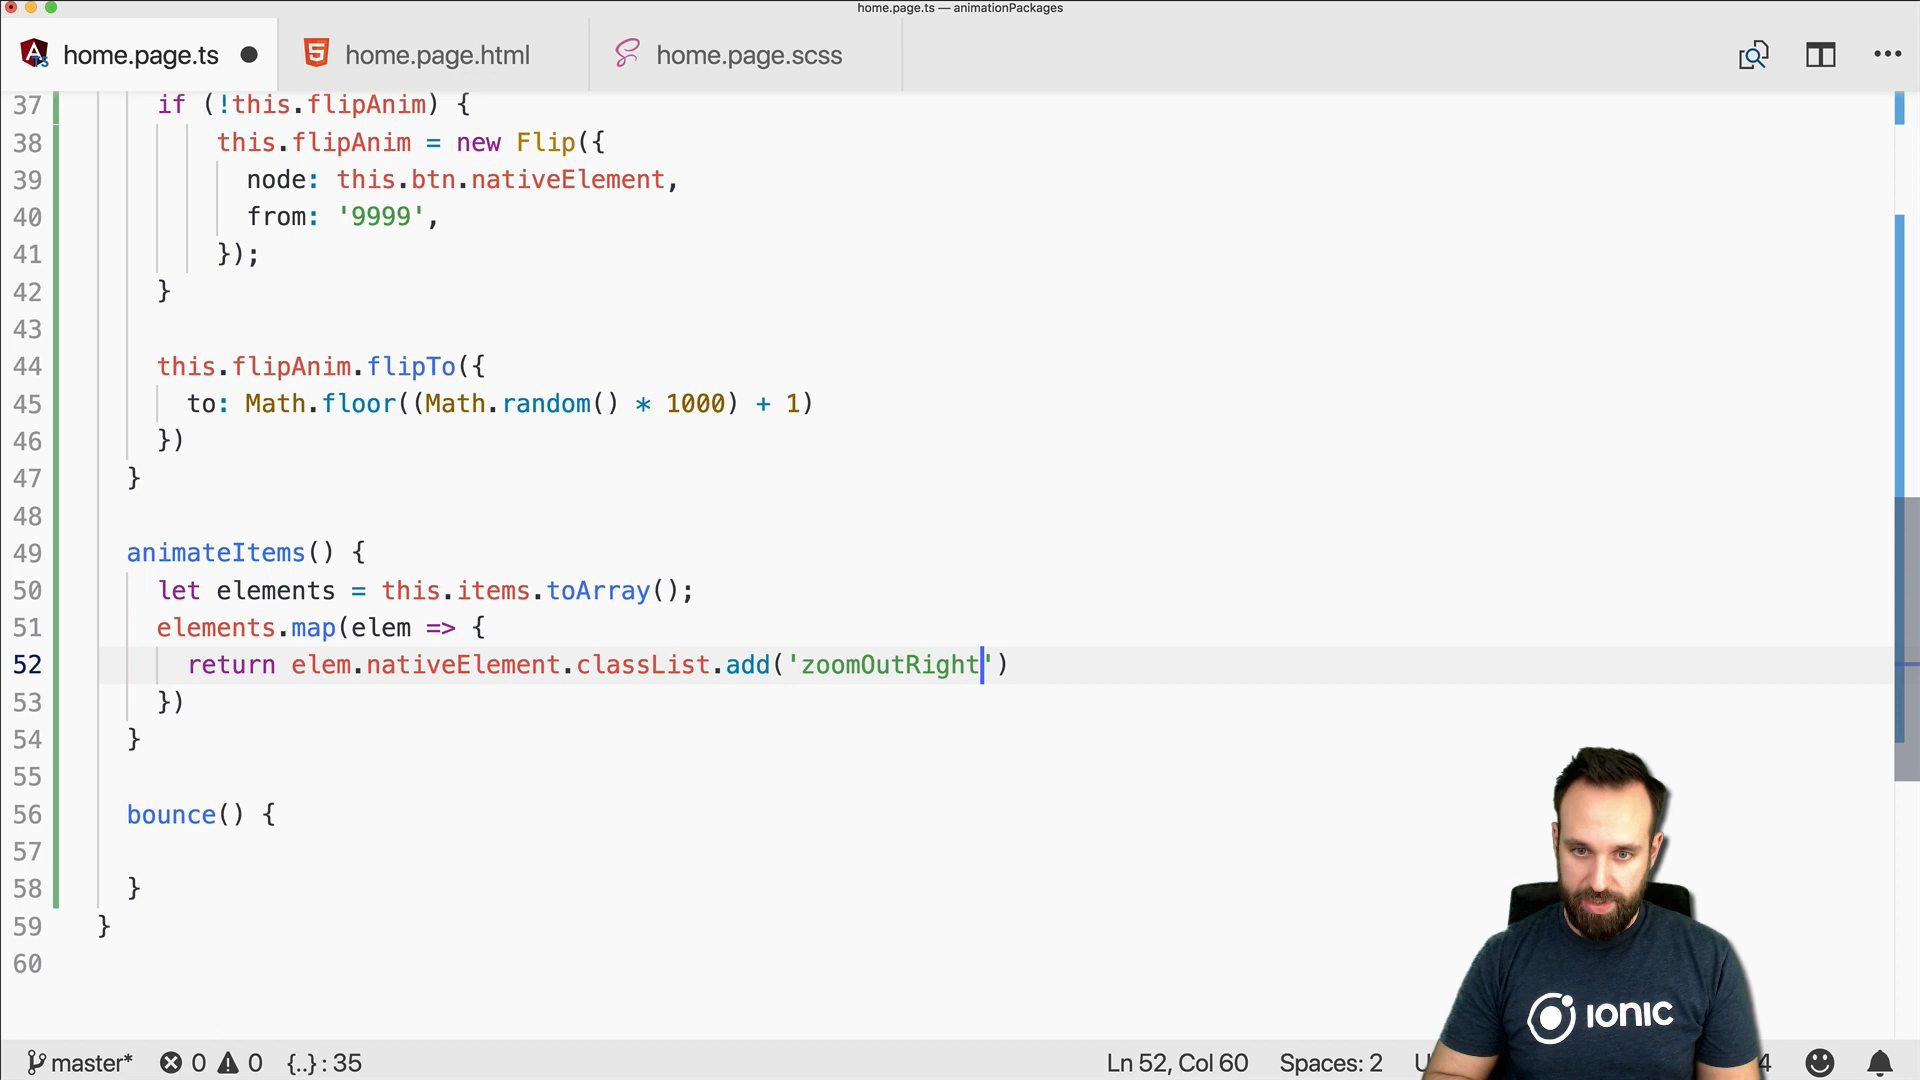 home.page.ts — animationPackages
home.page.ts home.page.html home.page.scss
37 if (!this.flipAnim) {
38 this.flipAnim = new Flip({
39 node: this.btn.nativeElement,
40 from: '9999',
41 });
42 }
43
44 this.flipAnim.flipTo({
45 to: Math.floor((Math.random() * 1000) + 1)
46 })
47 }
48
49 animateItems() {
50 let elements = this.items.toArray();
51 elements.map(elem => {
52 return elem.nativeElement.classList.add('zoomOutRight')
53 })
54 }
55
56 bounce() {
57
58 }
59 }
60
IONIC
master* 0 0 {..} : 35 Ln 52, Col 60 Spaces: 2